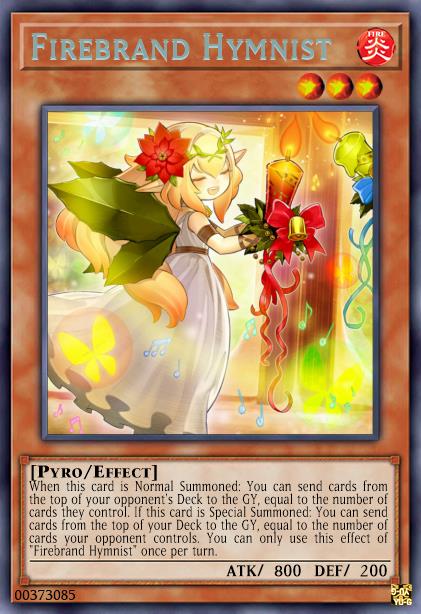 FIREBRAND HYMNIST
FIRE
炎
[PYRO/EFFECT]
When this card is Normal Summoned: You can send cards from
the top of your opponent's Deck to the GY, equal to the number of
cards they control. If this card is Special Summoned: You can send
cards from the top of your Deck to the GY, equal to the number of
cards your opponent controls. You can only use this effect of
"Firebrand Hymnist" once per turn.
ATK/ 800 DEF/ 200
00373085